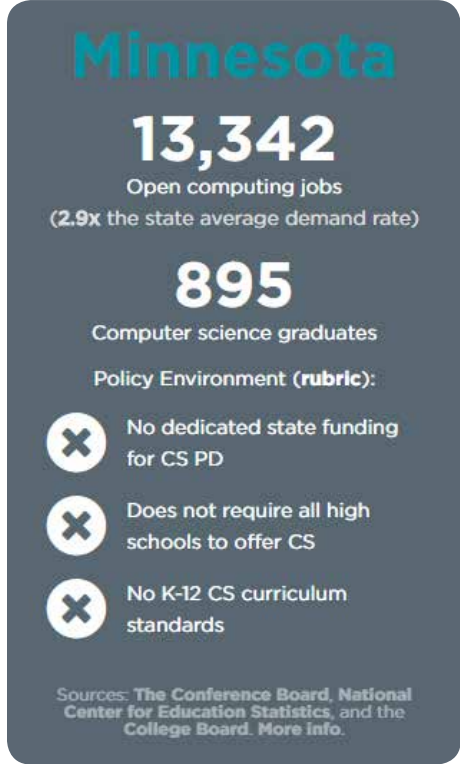 Minnesota
13,342
Open computing jobs
(2.9x the state average demand rate)
895
Computer science graduates
Policy Environment (rubric):
No dedicated state funding
for CS PD
Does not require all high
schools to offer CS
No K-12 CS curriculum
standards
Sources: The Conference Board, National
Center for Education Statistics, and the
College Board. More info.